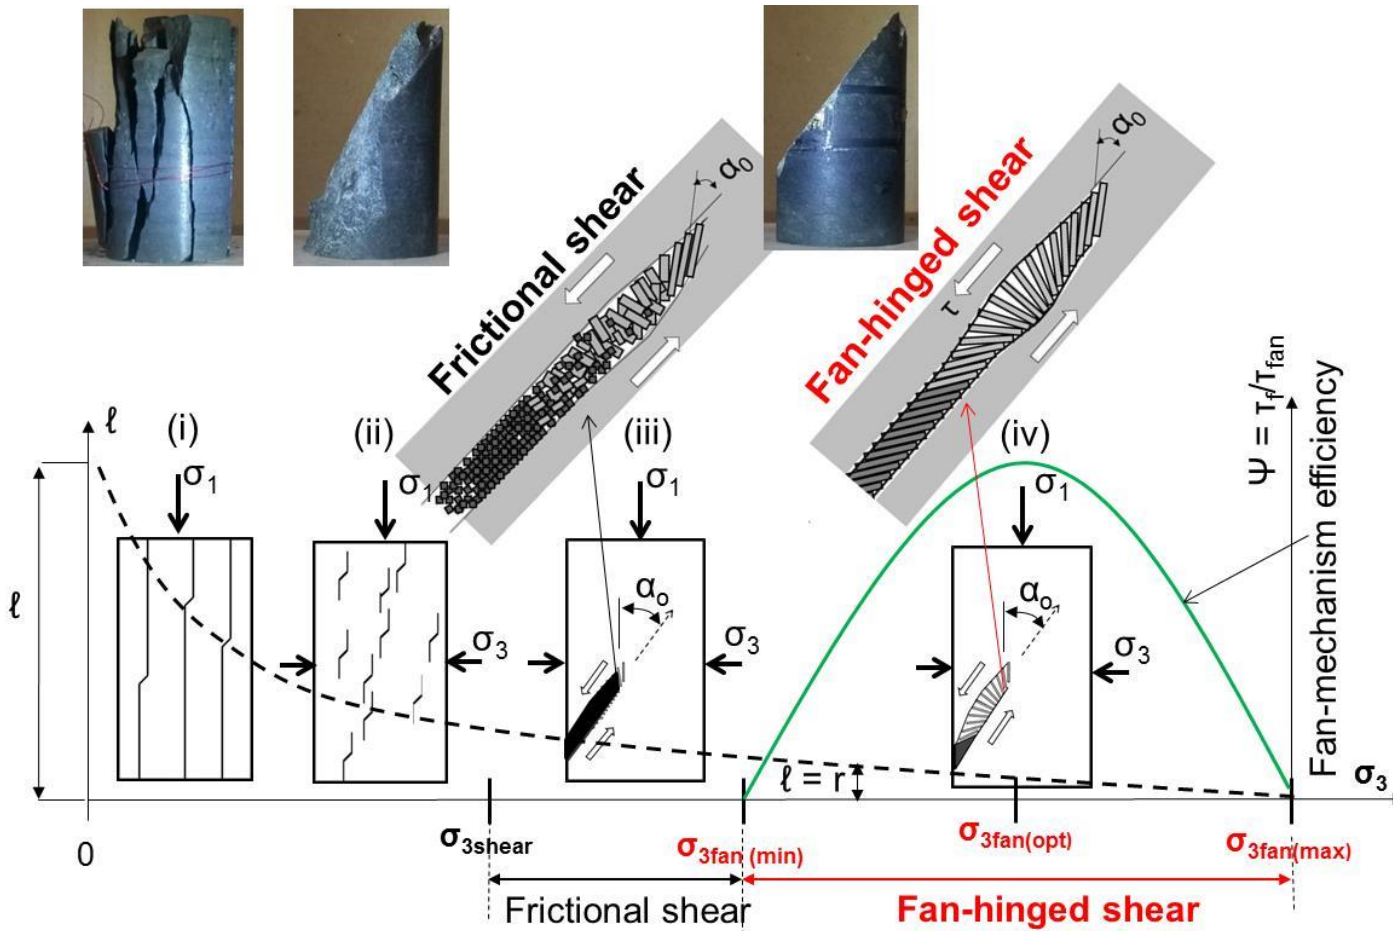 α₀
α₀
Frictional shear
Fan-hinged shear
τ
ℓ
(i)
(ii)
(iii)
(iv)
σ₁
σ₁
σ₁
σ₁
Ψ = τf/τfan
Fan-mechanism efficiency
ℓ
αo
αo
σ₃
σ₃
σ₃
ℓ = r
σ₃
0
σ3shear
σ3fan (min)
σ3fan(opt)
σ3fan(max)
Frictional shear
Fan-hinged shear